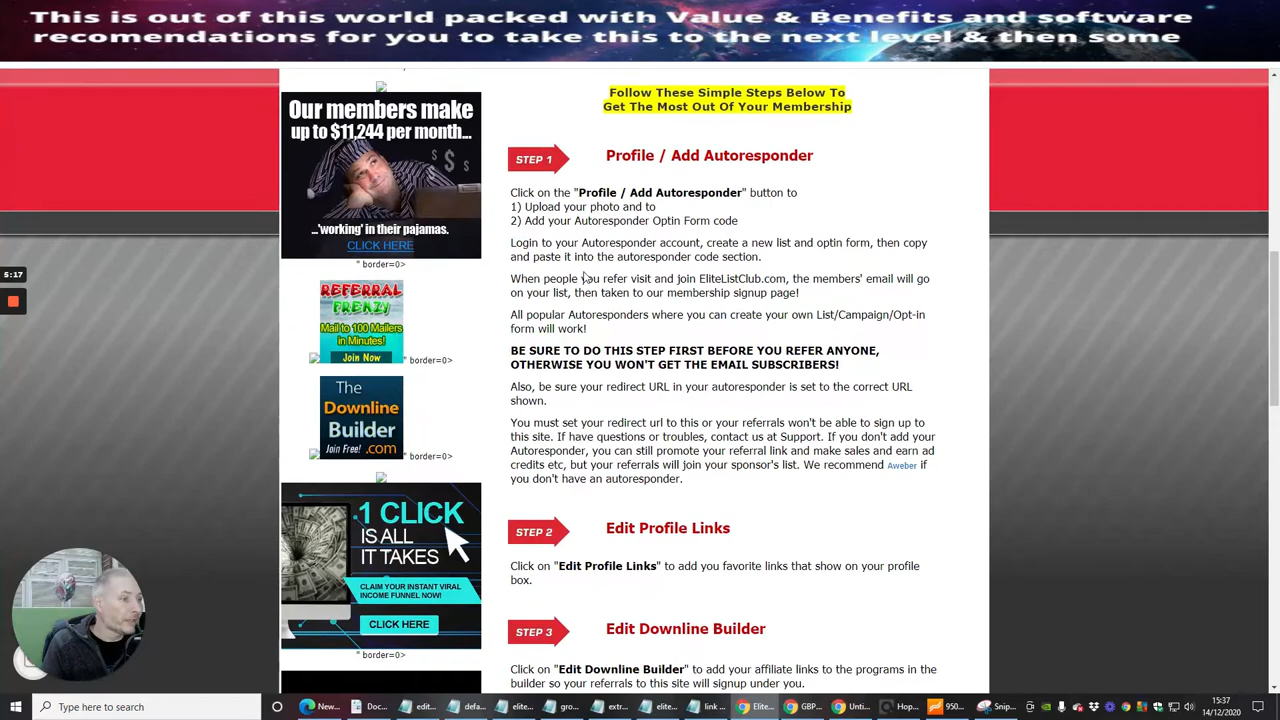 This is out of this world packed with Value & Benefits and software
recomendations for you to take this to the next level & then some
Our members make
up to $11,244 per month...
$
$
$
...'working' in their pajamas.
CLICK HERE
" border=0>
REFERRAL
FRENZY
Mail to 100 Mailers
in Minutes!
Join Now
" border=0>
The
Downline
Builder
Join Free! .com
" border=0>
1 CLICK
IS ALL
IT TAKES
CLAIM YOUR INSTANT VIRAL
INCOME FUNNEL NOW!
CLICK HERE
" border=0>
Follow These Simple Steps Below To
Get The Most Out Of Your Membership
STEP 1
Profile / Add Autoresponder
Click on the "Profile / Add Autoresponder" button to
1) Upload your photo and to
2) Add your Autoresponder Optin Form code
Login to your Autoresponder account, create a new list and optin form, then copy
and paste it into the autoresponder code section.
When people you refer visit and join EliteListClub.com, the members' email will go
on your list, then taken to our membership signup page!
All popular Autoresponders where you can create your own List/Campaign/Opt-in
form will work!
BE SURE TO DO THIS STEP FIRST BEFORE YOU REFER ANYONE,
OTHERWISE YOU WON'T GET THE EMAIL SUBSCRIBERS!
Also, be sure your redirect URL in your autoresponder is set to the correct URL
shown.
You must set your redirect url to this or your referrals won't be able to sign up to
this site. If have questions or troubles, contact us at Support. If you don't add your
Autoresponder, you can still promote your referral link and make sales and earn ad
credits etc, but your referrals will join your sponsor's list. We recommend Aweber if
you don't have an autoresponder.
STEP 2
Edit Profile Links
Click on "Edit Profile Links" to add you favorite links that show on your profile
box.
STEP 3
Edit Downline Builder
Click on "Edit Downline Builder" to add your affiliate links to the programs in the
builder so your referrals to this site will signup under you.
5:17
Type here to search
New...
Doc...
edit...
defa...
elite...
gro...
extr...
elite...
link ...
Elite...
GBP...
Unti...
Hop...
950...
Snip...
15:37
14/12/2020